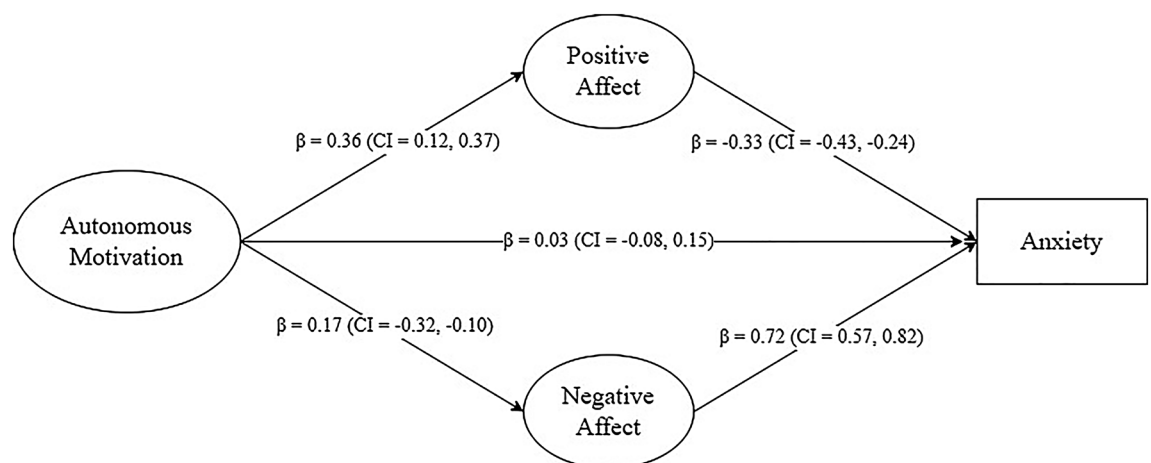 Positive
Affect
β = 0.36 (CI = 0.12, 0.37)
β = -0.33 (CI = -0.43, -0.24)
Autonomous
Motivation
β = 0.03 (CI = -0.08, 0.15)
Anxiety
β = 0.17 (CI = -0.32, -0.10)
β = 0.72 (CI = 0.57, 0.82)
Negative
Affect